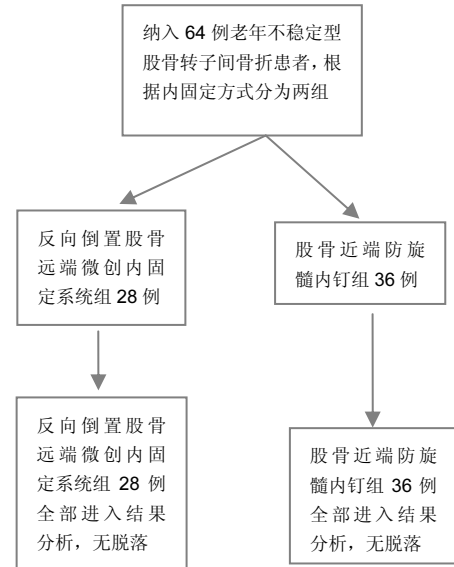 纳入 64 例老年不稳定型
股骨转子间骨折患者，根
据内固定方式分为两组
反向倒置股骨
远端微创内固
定系统组 28 例
股骨近端防旋
髓内钉组 36 例
反向倒置股骨
远端微创内固
定系统组 28 例
全部进入结果
分析，无脱落
股骨近端防旋
髓内钉组 36 例
全部进入结果
分析，无脱落